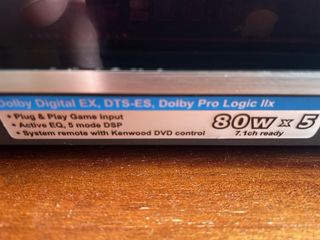 Dolby Digital EX, DTS-ES, Dolby Pro Logic IIx
• Plug & Play Game input
• Active EQ, 5 mode DSP
• System remote with Kenwood DVD control
80w x 5
7.1ch ready